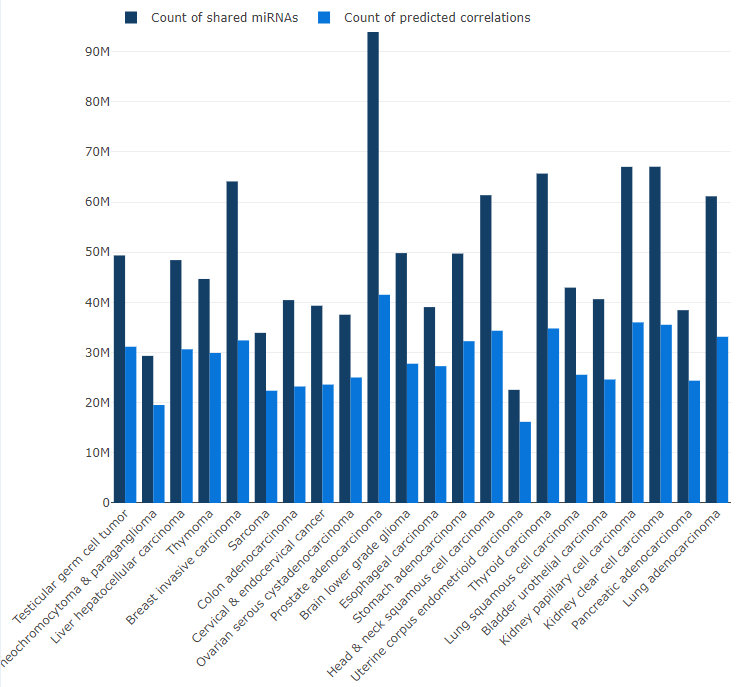 Count of shared miRNAs Count of predicted correlations
90M
80M
70M
60M
50M
40M
30M
20M
10M
0
Testicular germ cell tumor
heochromocytoma & paraganglioma
Liver hepatocellular carcinoma
Thymoma
Breast invasive carcinoma
Sarcoma
Colon adenocarcinoma
Cervical & endocervical cancer
Ovarian serous cystadenocarcinoma
Prostate adenocarcinoma
Brain lower grade glioma
Esophageal carcinoma
Stomach adenocarcinoma
Head & neck squamous cell carcinoma
Uterine corpus endometrioid carcinoma
Thyroid carcinoma
Lung squamous cell carcinoma
Bladder urothelial carcinoma
Kidney papillary cell carcinoma
Kidney clear cell carcinoma
Pancreatic adenocarcinoma
Lung adenocarcinoma